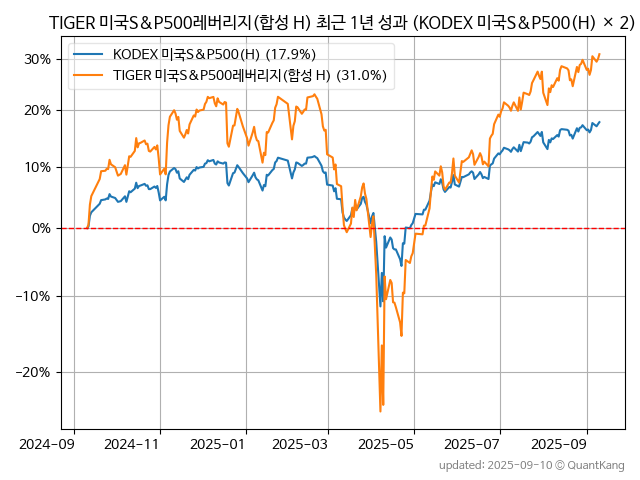 TIGER 미국S&P500레버리지(합성 H) 최근 1년 성과 (KODEX 미국S&P500(H) × 2)
KODEX 미국S&P500(H) (17.9%)
TIGER 미국S&P500레버리지(합성 H) (31.0%)
30%
20%
10%
0%
-10%
-20%
2024-09 2024-11 2025-01 2025-03 2025-05 2025-07 2025-09
updated: 2025-09-10 © QuantKang